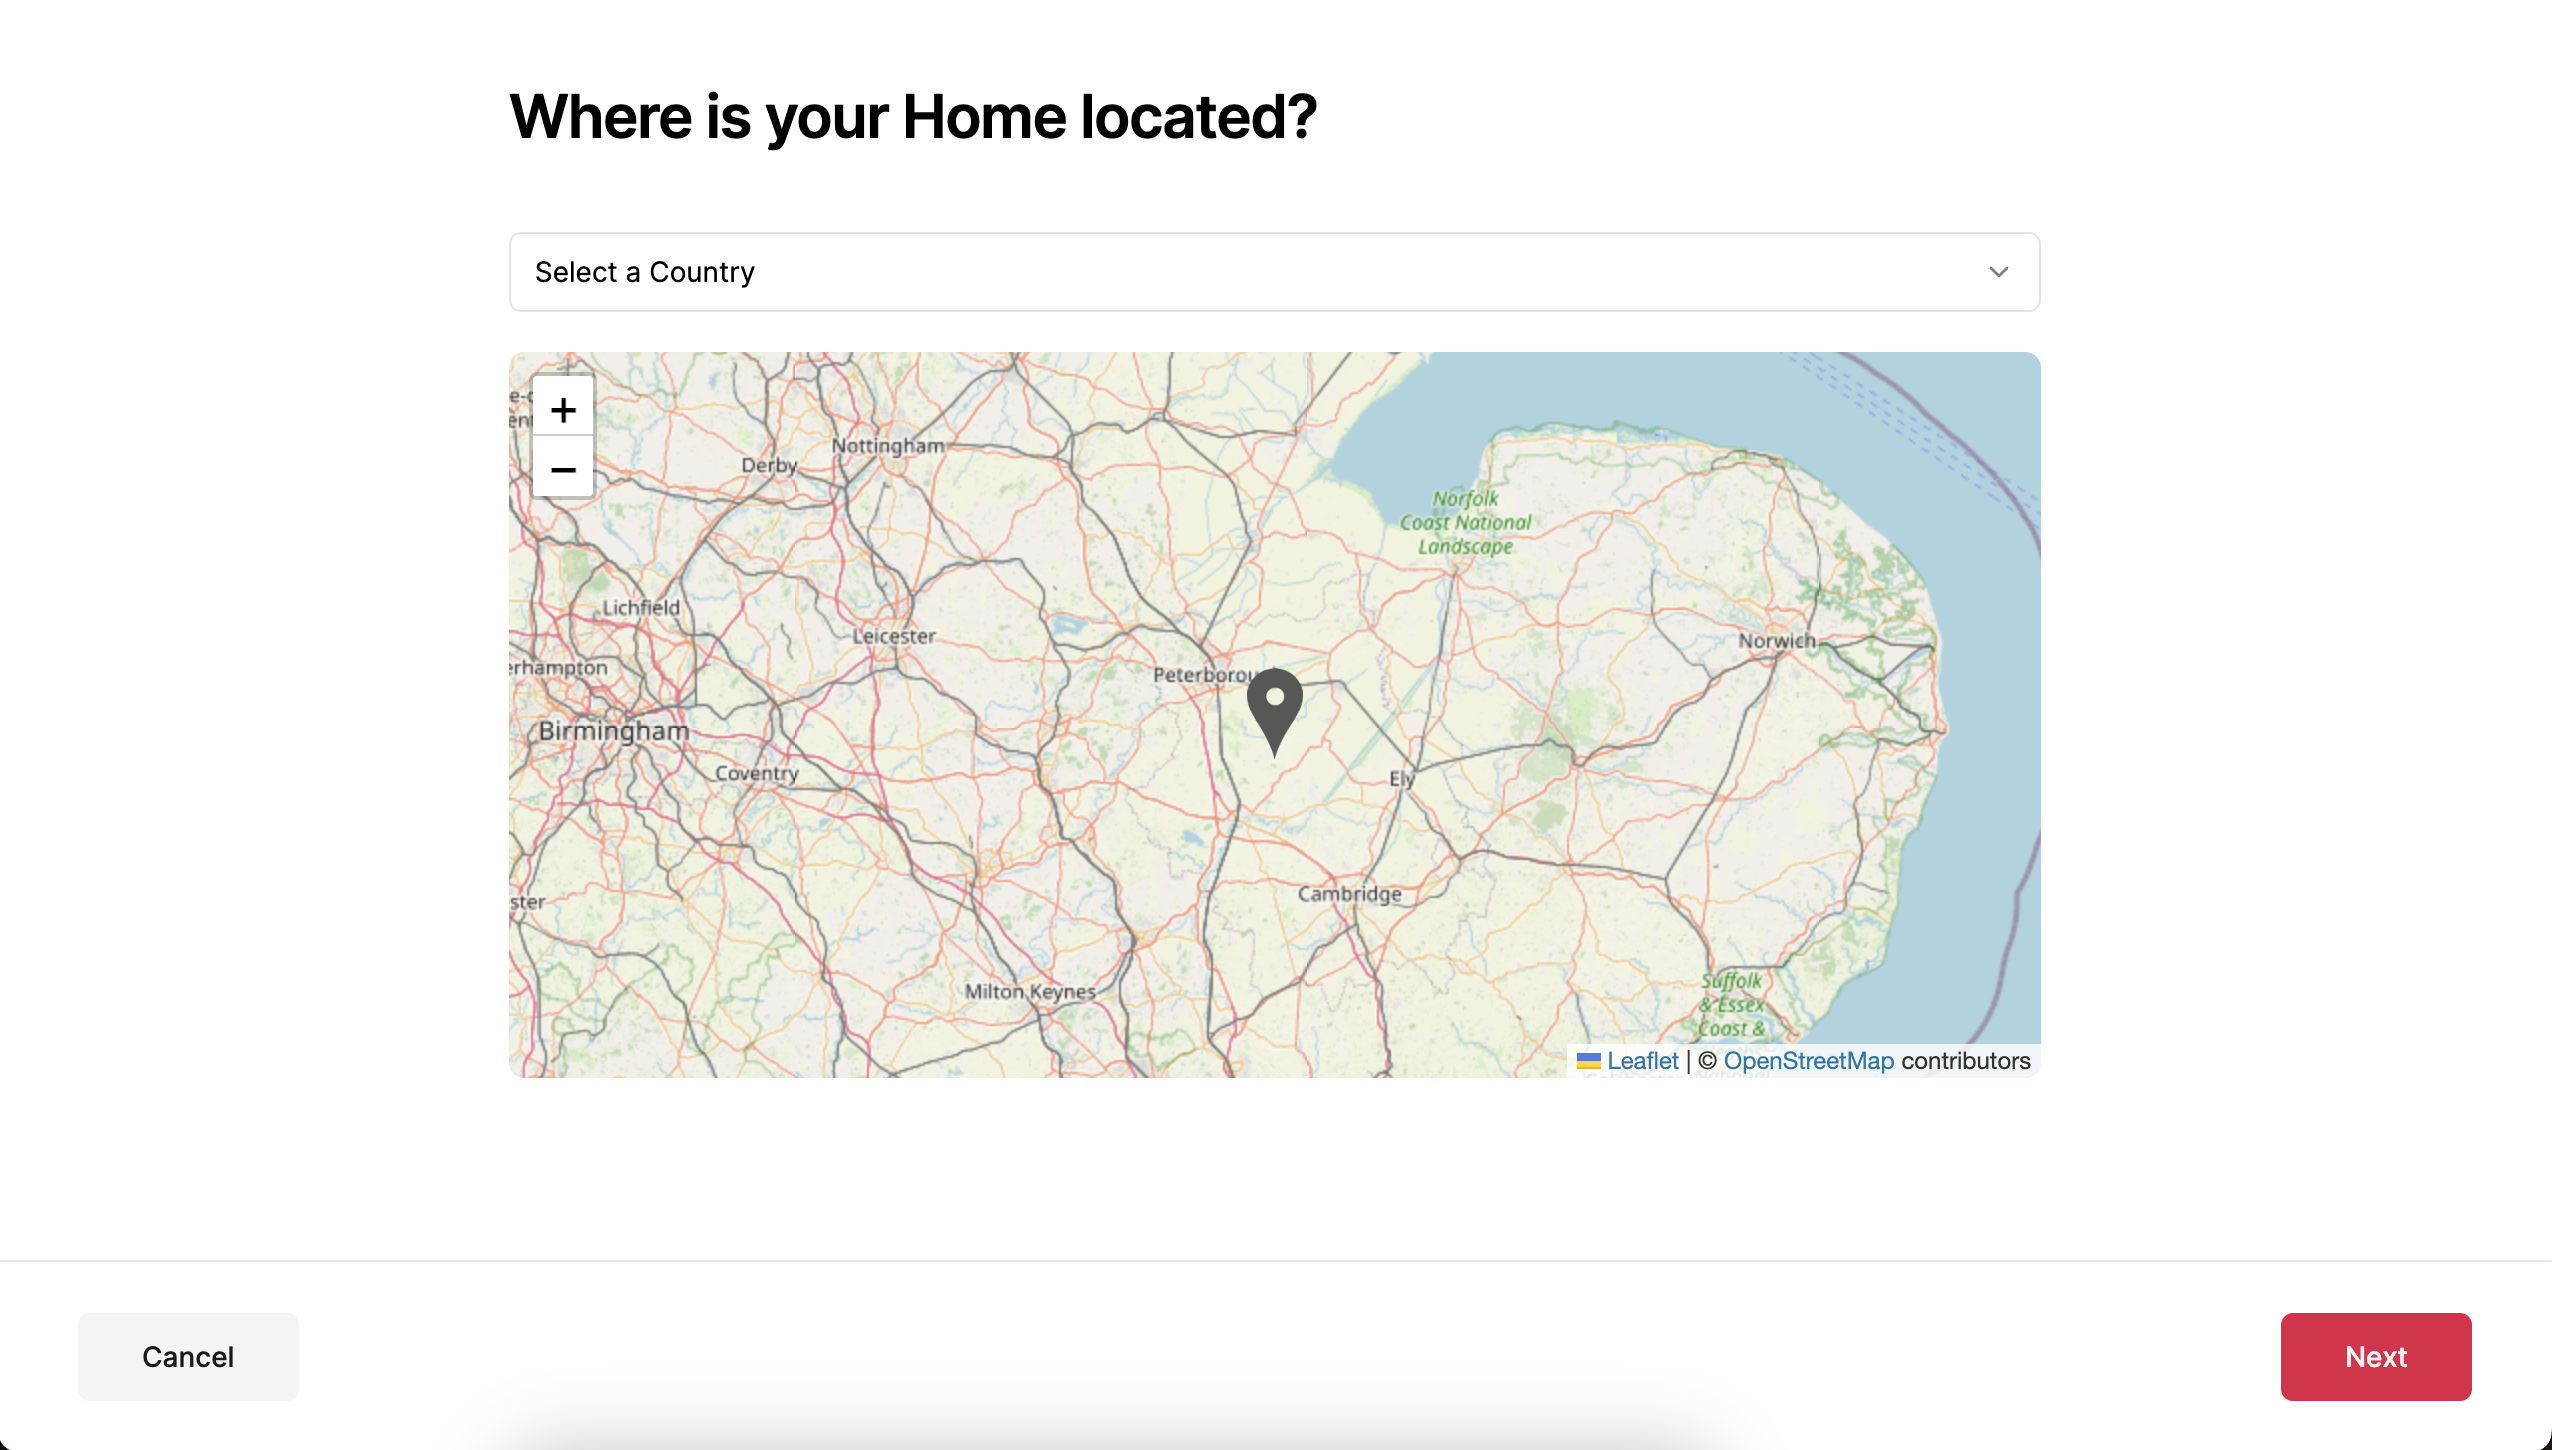 Where is your Home located?
Select a Country
+
−
Nottingham
Derby
Norfolk
Coast National
Landscape
Lichfield
Leicester
Norwich
erhampton
Peterborou
Birmingham
Coventry
Ely
Cambridge
ster
Milton Keynes
Suffolk
& Essex
Coast &
Leaflet | © OpenStreetMap contributors
Cancel
Next